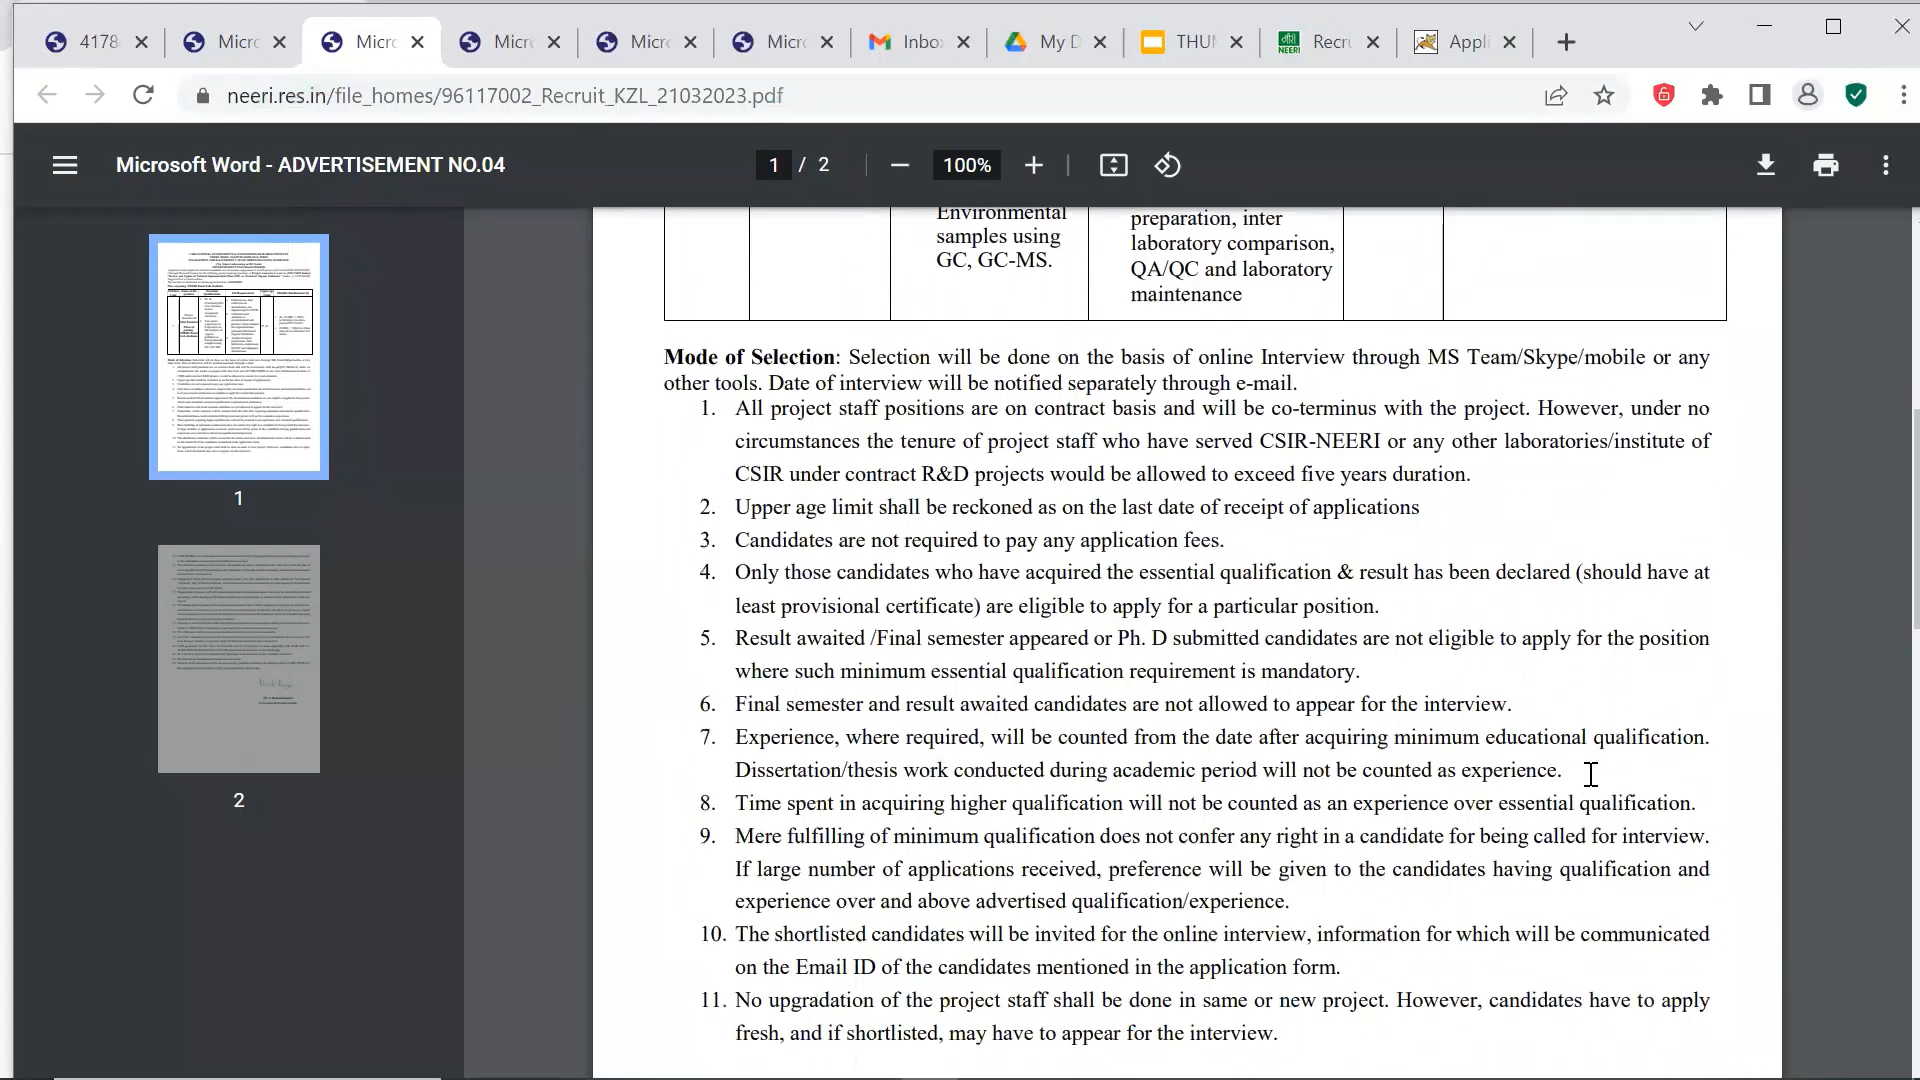 4178
Micro
Micro
Micro
Micro
Micro
Inbo
My D
THU
Recru
Appli
neeri.res.in/file_homes/96117002_Recruit_KZL_21032023.pdf
Microsoft Word - ADVERTISEMENT NO.04
1 / 2
100%
Environmental
samples using
GC, GC-MS.
preparation, inter
laboratory comparison,
QA/QC and laboratory
maintenance
Mode of Selection: Selection will be done on the basis of online Interview through MS Team/Skype/mobile or any
other tools. Date of interview will be notified separately through e-mail.
1. All project staff positions are on contract basis and will be co-terminus with the project. However, under no
circumstances the tenure of project staff who have served CSIR-NEERI or any other laboratories/institute of
CSIR under contract R&D projects would be allowed to exceed five years duration.
2. Upper age limit shall be reckoned as on the last date of receipt of applications
3. Candidates are not required to pay any application fees.
4. Only those candidates who have acquired the essential qualification & result has been declared (should have at
least provisional certificate) are eligible to apply for a particular position.
5. Result awaited /Final semester appeared or Ph. D submitted candidates are not eligible to apply for the position
where such minimum essential qualification requirement is mandatory.
6. Final semester and result awaited candidates are not allowed to appear for the interview.
7. Experience, where required, will be counted from the date after acquiring minimum educational qualification.
Dissertation/thesis work conducted during academic period will not be counted as experience.
8. Time spent in acquiring higher qualification will not be counted as an experience over essential qualification.
9. Mere fulfilling of minimum qualification does not confer any right in a candidate for being called for interview.
If large number of applications received, preference will be given to the candidates having qualification and
experience over and above advertised qualification/experience.
10. The shortlisted candidates will be invited for the online interview, information for which will be communicated
on the Email ID of the candidates mentioned in the application form.
11. No upgradation of the project staff shall be done in same or new project. However, candidates have to apply
fresh, and if shortlisted, may have to appear for the interview.
1
2